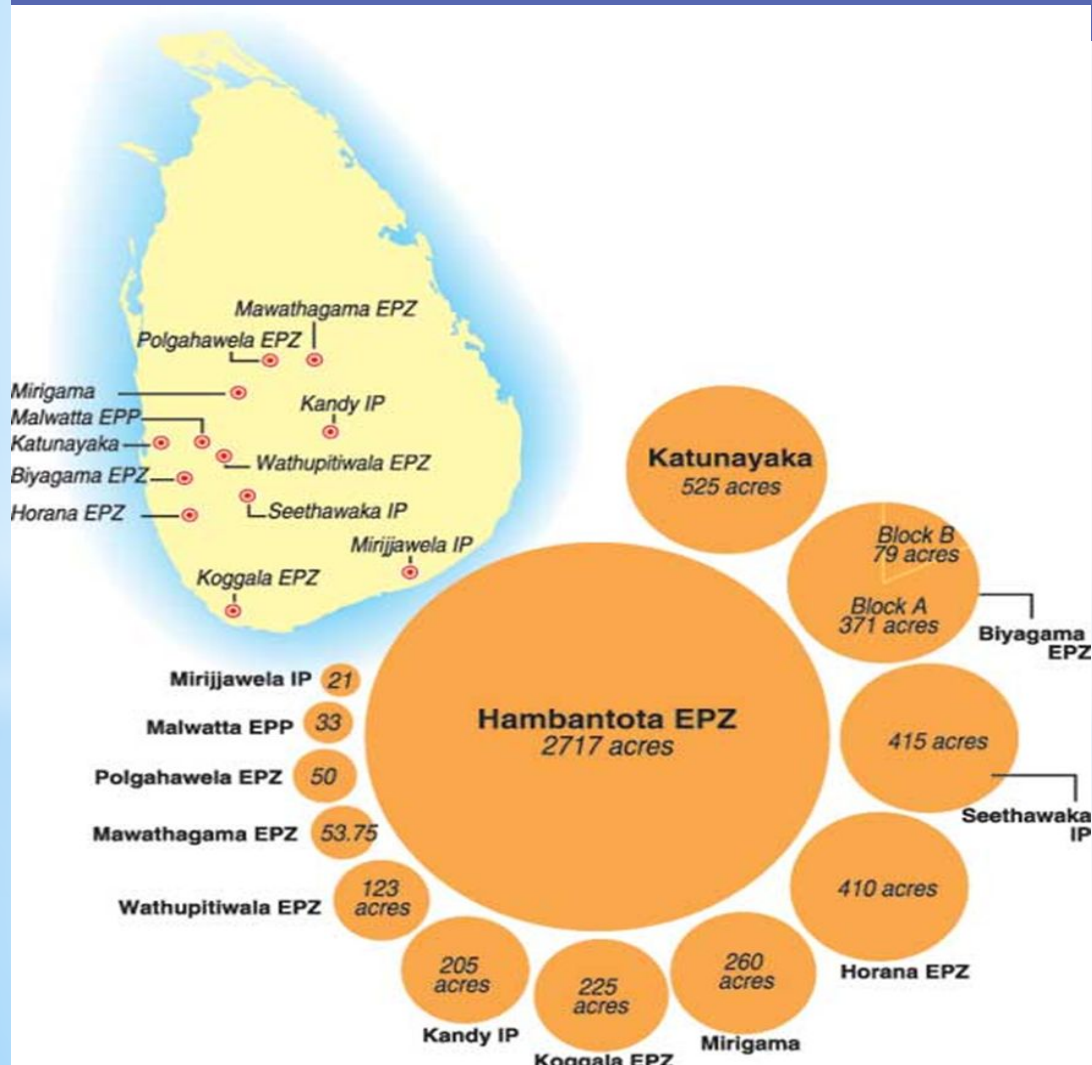 Mawathagama EPZ
Polgahawela EPZ
Mirigama
Kandy IP
Malwatta EPP
Katunayaka
Wathupitiwala EPZ
Biyagama EPZ
Seethawaka IP
Horana EPZ
Mirijjawela IP
Koggala EPZ
Katunayaka
525 acres
Block B
79 acres
Block A
371 acres
Biyagama
EPZ
Hambantota EPZ
2717 acres
415 acres
Seethawaka
IP
410 acres
Horana EPZ
260
acres
Mirigama
225
acres
Koggala EPZ
205
acres
Kandy IP
Wathupitiwala EPZ
123
acres
Mawathagama EPZ
53.75
Polgahawela EPZ
50
Malwatta EPP
33
Mirijjawela IP
21